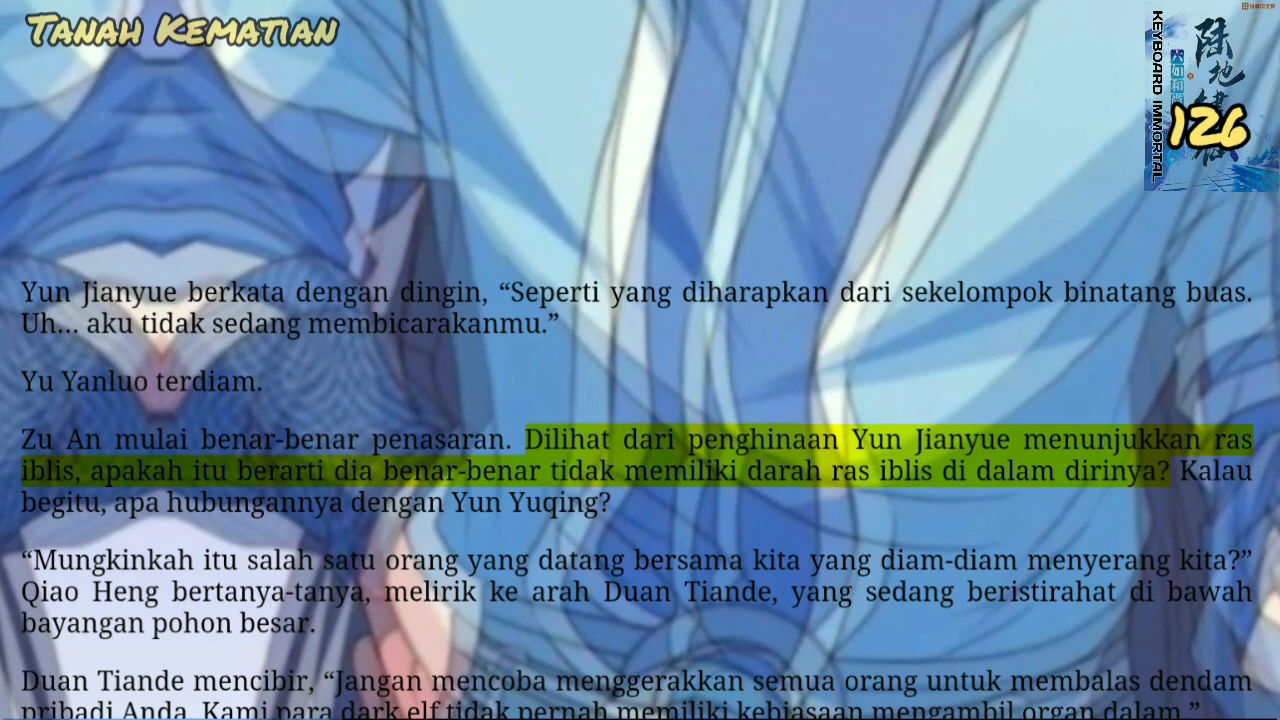 Tanah Kematian
KEYBOARD IMMORTAL
126
Yun Jianyue berkata dengan dingin, “Seperti yang diharapkan dari sekelompok binatang buas.
Uh... aku tidak sedang membicarakanmu.”
Yu Yanluo terdiam.
Zu An mulai benar-benar penasaran. Dilihat dari penghinaan Yun Jianyue menunjukkan ras
iblis, apakah itu berarti dia benar-benar tidak memiliki darah ras iblis di dalam dirinya? Kalau
begitu, apa hubungannya dengan Yun Yuqing?
“Mungkinkah itu salah satu orang yang datang bersama kita yang diam-diam menyerang kita?”
Qiao Heng bertanya-tanya, melirik ke arah Duan Tiande, yang sedang beristirahat di bawah
bayangan pohon besar.
Duan Tiande mencibir, “Jangan mencoba menggerakkan semua orang untuk membalas dendam
pribadi Anda. Kami para dark elf tidak pernah memiliki kebiasaan mengambil organ dalam.”